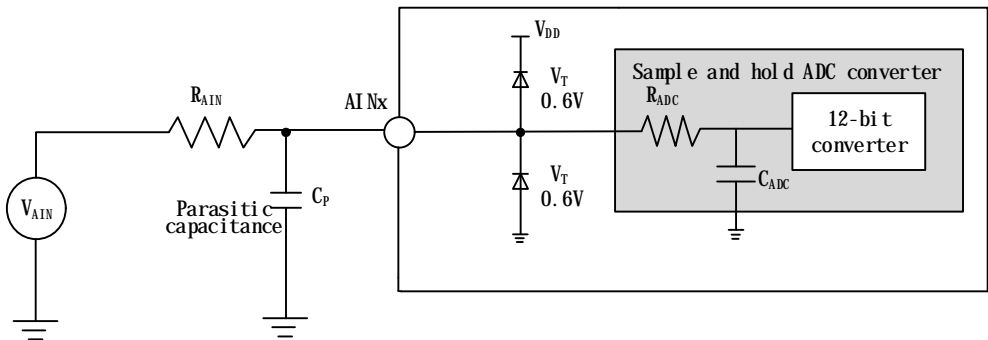 V_DD
Sample and hold ADC converter
V_T
0.6V
R_AIN
AINx
R_ADC
12-bit
converter
V_T
0.6V
C_ADC
V_AIN
Parasitic
capacitance
C_P